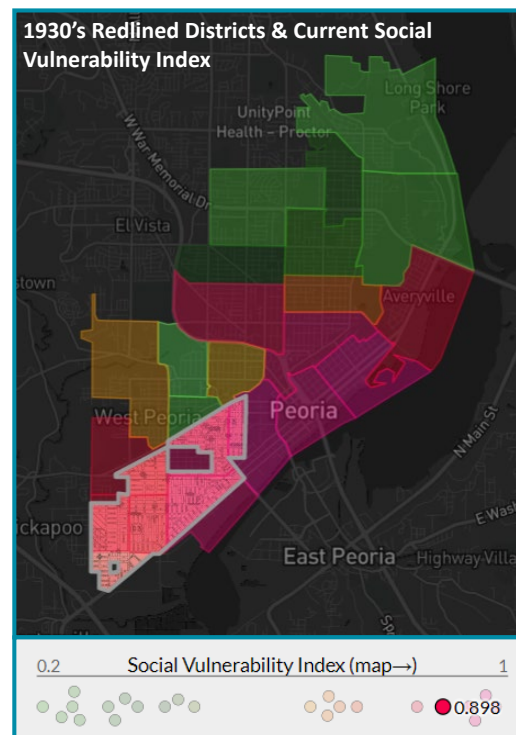 1930's Redlined Districts & Current Social
Vulnerability Index
Long Shore
Park
UnityPoint
Health – Proctor
W War Memorial Dr
El Vista
stown
Averyville
West Peoria
Peoria
N Main St
ickapoo
E Wash
East Peoria
Highway Villa
Sp
0.2 Social Vulnerability Index (map→) 1
0.898